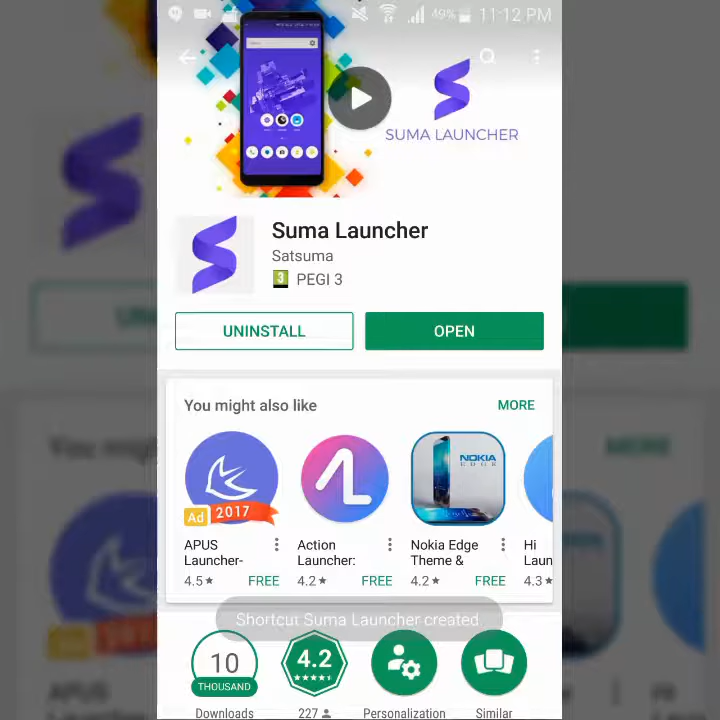 49% 11:12 PM
SUMA LAUNCHER
Suma Launcher
Satsuma
3 PEGI 3
UNINSTALL OPEN
You might also like MORE
NOKIA
EDGE
Ad 2017
APUS Launcher-
4.5★ FREE
Action Launcher:
4.2★ FREE
Nokia Edge Theme &
4.2★ FREE
Hi Laun
4.3★
Shortcut Suma Launcher created.
10
THOUSAND
Downloads
4.2
227
Personalization
Similar